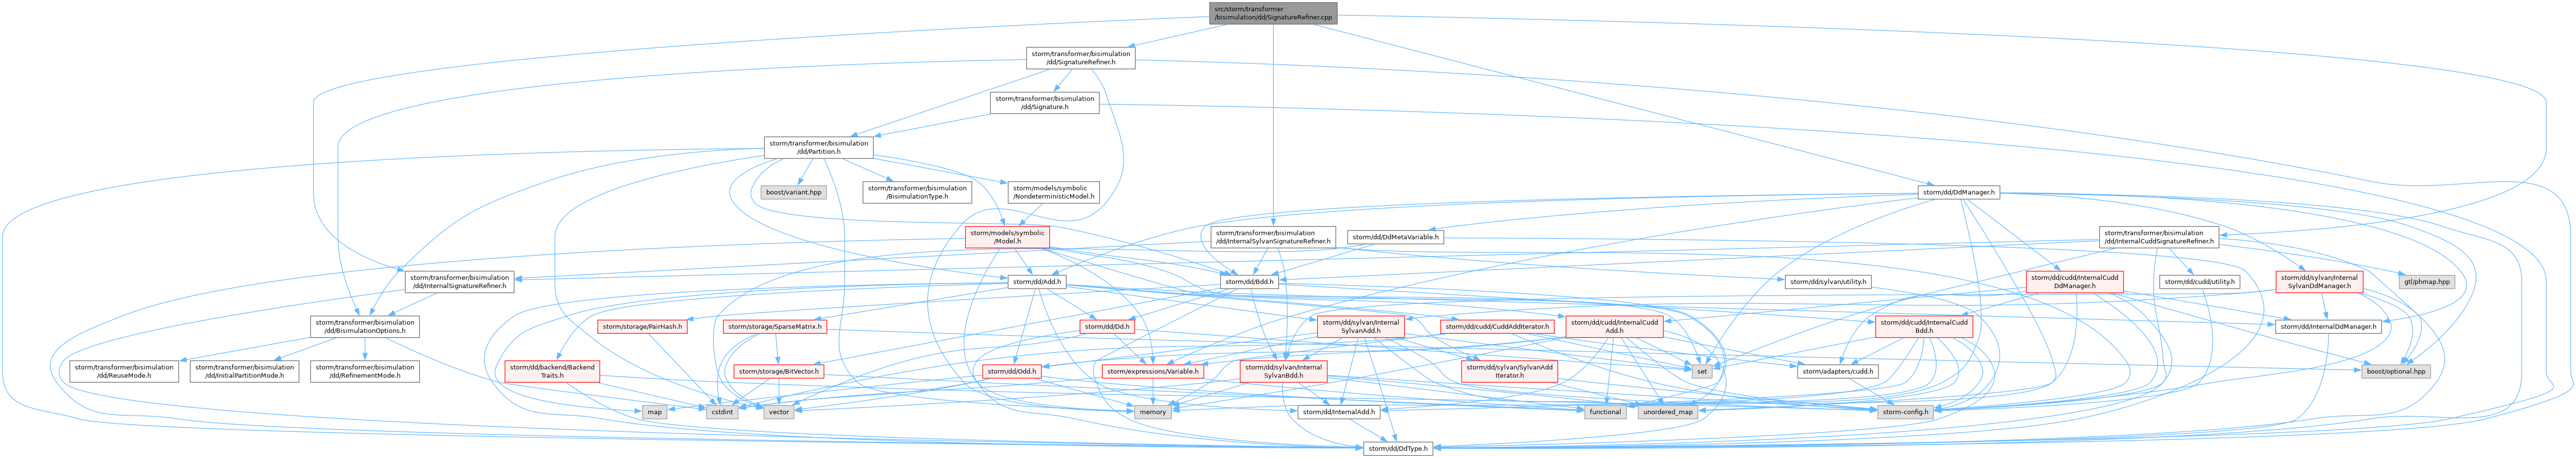 src/storm/transformer
/bisimulation/dd/SignatureRefiner.cpp
storm/transformer/bisimulation
/dd/SignatureRefiner.h
storm/transformer/bisimulation
/dd/Signature.h
storm/transformer/bisimulation
/dd/Partition.h
boost/variant.hpp
storm/transformer/bisimulation
/BisimulationType.h
storm/models/symbolic
/NondeterministicModel.h
storm/dd/DdManager.h
storm/models/symbolic
/Model.h
storm/transformer/bisimulation
/dd/InternalSylvanSignatureRefiner.h
storm/dd/DdMetaVariable.h
storm/transformer/bisimulation
/dd/InternalCuddSignatureRefiner.h
storm/transformer/bisimulation
/dd/InternalSignatureRefiner.h
storm/dd/Add.h
storm/dd/Bdd.h
storm/dd/sylvan/utility.h
storm/dd/cudd/InternalCudd
DdManager.h
storm/dd/cudd/utility.h
storm/dd/sylvan/Internal
SylvanDdManager.h
gtl/phmap.hpp
storm/transformer/bisimulation
/dd/BisimulationOptions.h
storm/storage/PairHash.h
storm/storage/SparseMatrix.h
storm/dd/Dd.h
storm/dd/sylvan/Internal
SylvanAdd.h
storm/dd/cudd/CuddAddIterator.h
storm/dd/cudd/InternalCudd
Add.h
storm/dd/cudd/InternalCudd
Bdd.h
storm/dd/InternalDdManager.h
storm/transformer/bisimulation
/dd/ReuseMode.h
storm/transformer/bisimulation
/dd/InitialPartitionMode.h
storm/transformer/bisimulation
/dd/RefinementMode.h
storm/dd/backend/Backend
Traits.h
storm/storage/BitVector.h
storm/dd/Odd.h
storm/expressions/Variable.h
storm/dd/sylvan/Internal
SylvanBdd.h
storm/dd/sylvan/SylvanAdd
Iterator.h
set
storm/adapters/cudd.h
boost/optional.hpp
map
cstdint
vector
memory
storm/dd/InternalAdd.h
functional
unordered_map
storm-config.h
storm/dd/DdType.h